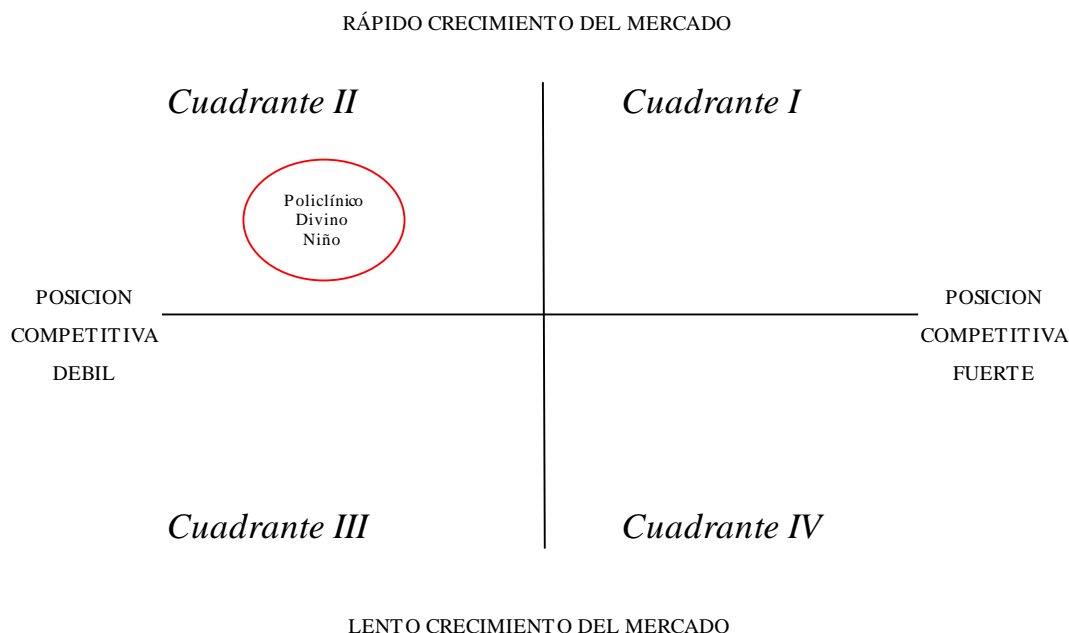 RÁPIDO CRECIMIENTO DEL MERCADO
Cuadrante II
Cuadrante I
Policlínico
Divino
Niño
POSICION
COMPETITIVA
DEBIL
POSICION
COMPETITIVA
FUERTE
Cuadrante III
Cuadrante IV
LENTO CRECIMIENTO DEL MERCADO